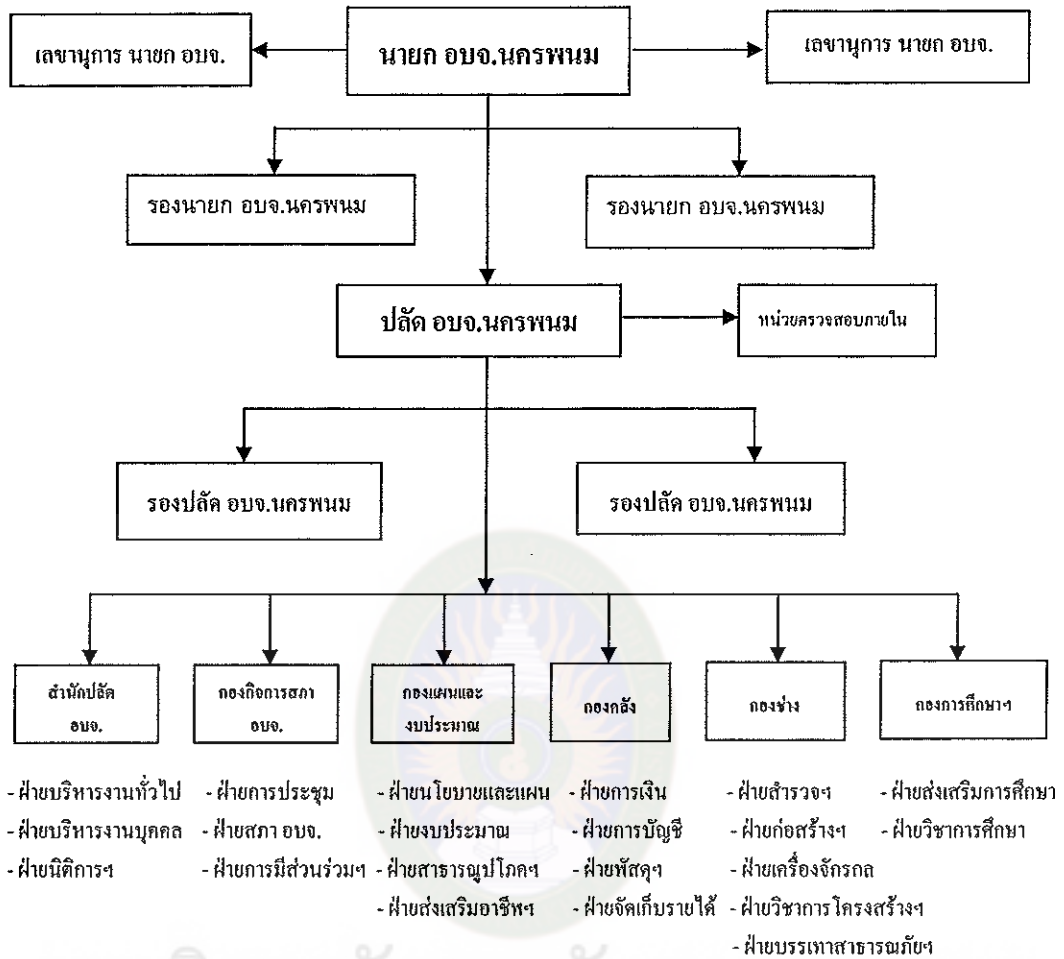 เลขานุการ นายก อบจ.
นายก อบจ.นครพนม
เลขานุการ นายก อบจ.
รองนายก อบจ.นครพนม
รองนายก อบจ.นครพนม
ปลัด อบจ.นครพนม
หน่วยตรวจสอบภายใน
รองปลัด อบจ.นครพนม
รองปลัด อบจ.นครพนม
สำนักปลัด
อบจ.
กองกิจการสภา
อบจ.
กองแผนและ
งบประมาณ
กองคลัง
กองช่าง
กองการศึกษาฯ
- ฝ่ายบริหารงานทั่วไป
- ฝ่ายบริหารงานบุคคล
- ฝ่ายนิติการฯ
- ฝ่ายการประชุม
- ฝ่ายสภา อบจ.
- ฝ่ายการมีส่วนร่วมฯ
- ฝ่ายนโยบายและแผน
- ฝ่ายงบประมาณ
- ฝ่ายสาธารณูปโภคฯ
- ฝ่ายส่งเสริมอาชีพฯ
- ฝ่ายการเงิน
- ฝ่ายการบัญชี
- ฝ่ายพัสดุฯ
- ฝ่ายจัดเก็บรายได้
- ฝ่ายสำรวจฯ
- ฝ่ายก่อสร้างฯ
- ฝ่ายเครื่องจักรกล
- ฝ่ายวิชาการโครงสร้างฯ
- ฝ่ายบรรเทาสาธารณภัยฯ
- ฝ่ายส่งเสริมการศึกษา
- ฝ่ายวิชาการศึกษา